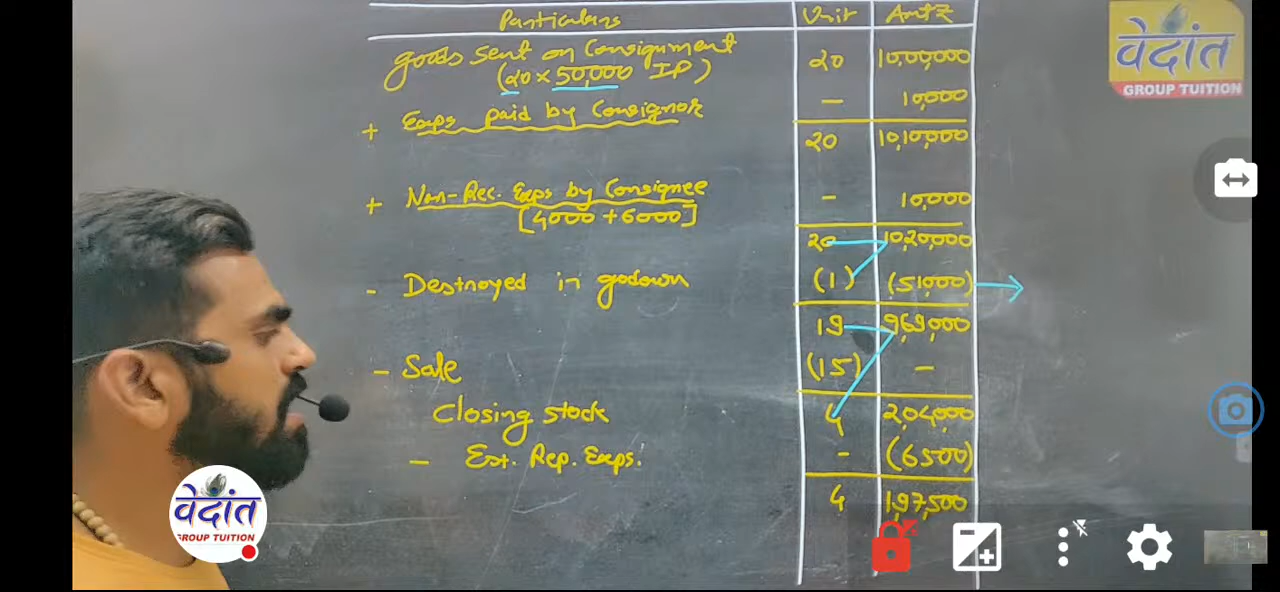 Particulars Unit Amt ₹
goods sent on Consignment 20 10,00,000
(20 x 50,000 IP)
+ Exps paid by Consignor - 10,000
20 10,10,000
+ Non-Rec. Exps by Consignee - 10,000
[4000 + 6000]
20 10,20,000
- Destroyed in godown (1) (51,000)
19 969,000
- Sale (15) -
Closing stock 4 2,04,000
- Est. Rep. Exps. - (6500)
4 1,97,500
वेदांत
GROUP TUITION
वेदांत
GROUP TUITION